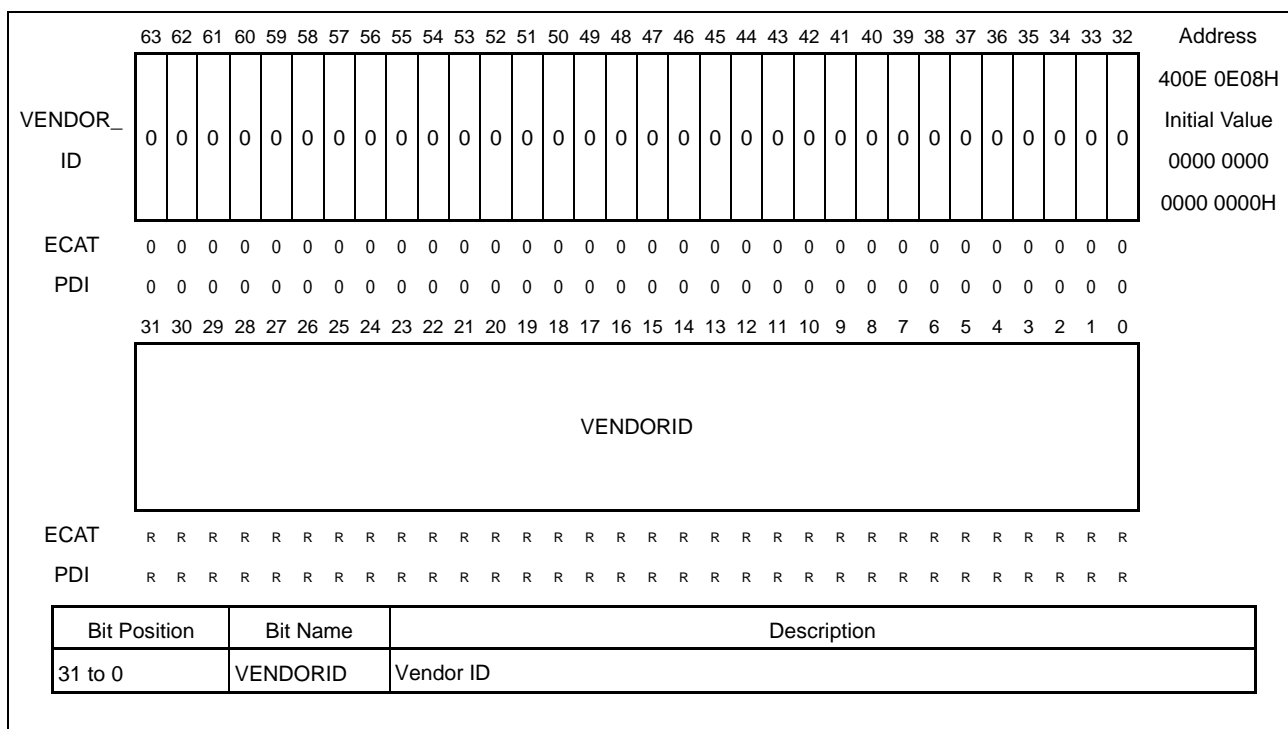 63 62 61 60 59 58 57 56 55 54 53 52 51 50 49 48 47 46 45 44 43 42 41 40 39 38 37 36 35 34 33 32 Address
400E 0E08H
VENDOR_ Initial Value
0 0 0 0 0 0 0 0 0 0 0 0 0 0 0 0 0 0 0 0 0 0 0 0 0 0 0 0 0 0 0 0
ID 0000 0000
0000 0000H
ECAT 0 0 0 0 0 0 0 0 0 0 0 0 0 0 0 0 0 0 0 0 0 0 0 0 0 0 0 0 0 0 0 0
PDI 0 0 0 0 0 0 0 0 0 0 0 0 0 0 0 0 0 0 0 0 0 0 0 0 0 0 0 0 0 0 0 0
31 30 29 28 27 26 25 24 23 22 21 20 19 18 17 16 15 14 13 12 11 10 9 8 7 6 5 4 3 2 1 0
VENDORID
ECAT R R R R R R R R R R R R R R R R R R R R R R R R R R R R R R R R
PDI R R R R R R R R R R R R R R R R R R R R R R R R R R R R R R R R
Bit Position Bit Name Description
31 to 0 VENDORID Vendor ID